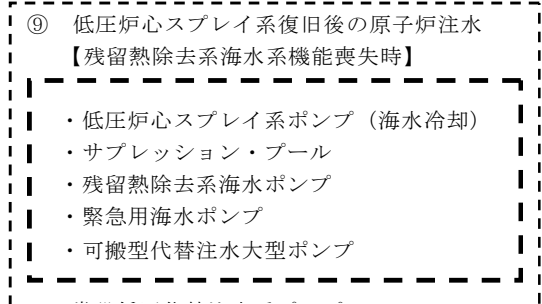 ⑨　低圧炉心スプレイ系復旧後の原子炉注水
【残留熱除去系海水系機能喪失時】
・低圧炉心スプレイ系ポンプ（海水冷却）
・サプレッション・プール
・残留熱除去系海水ポンプ
・緊急用海水ポンプ
・可搬型代替注水大型ポンプ